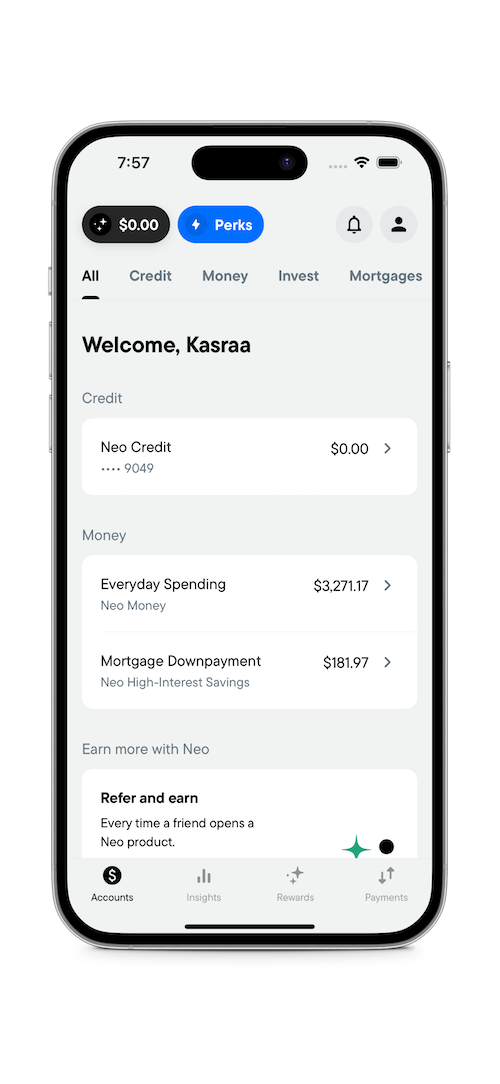 7:57
$0.00 Perks
All Credit Money Invest Mortgages
Welcome, Kasraa
Credit
Neo Credit $0.00
•••• 9049
Money
Everyday Spending $3,271.17
Neo Money
Mortgage Downpayment $181.97
Neo High-Interest Savings
Earn more with Neo
Refer and earn
Every time a friend opens a
Neo product.
Accounts Insights Rewards Payments